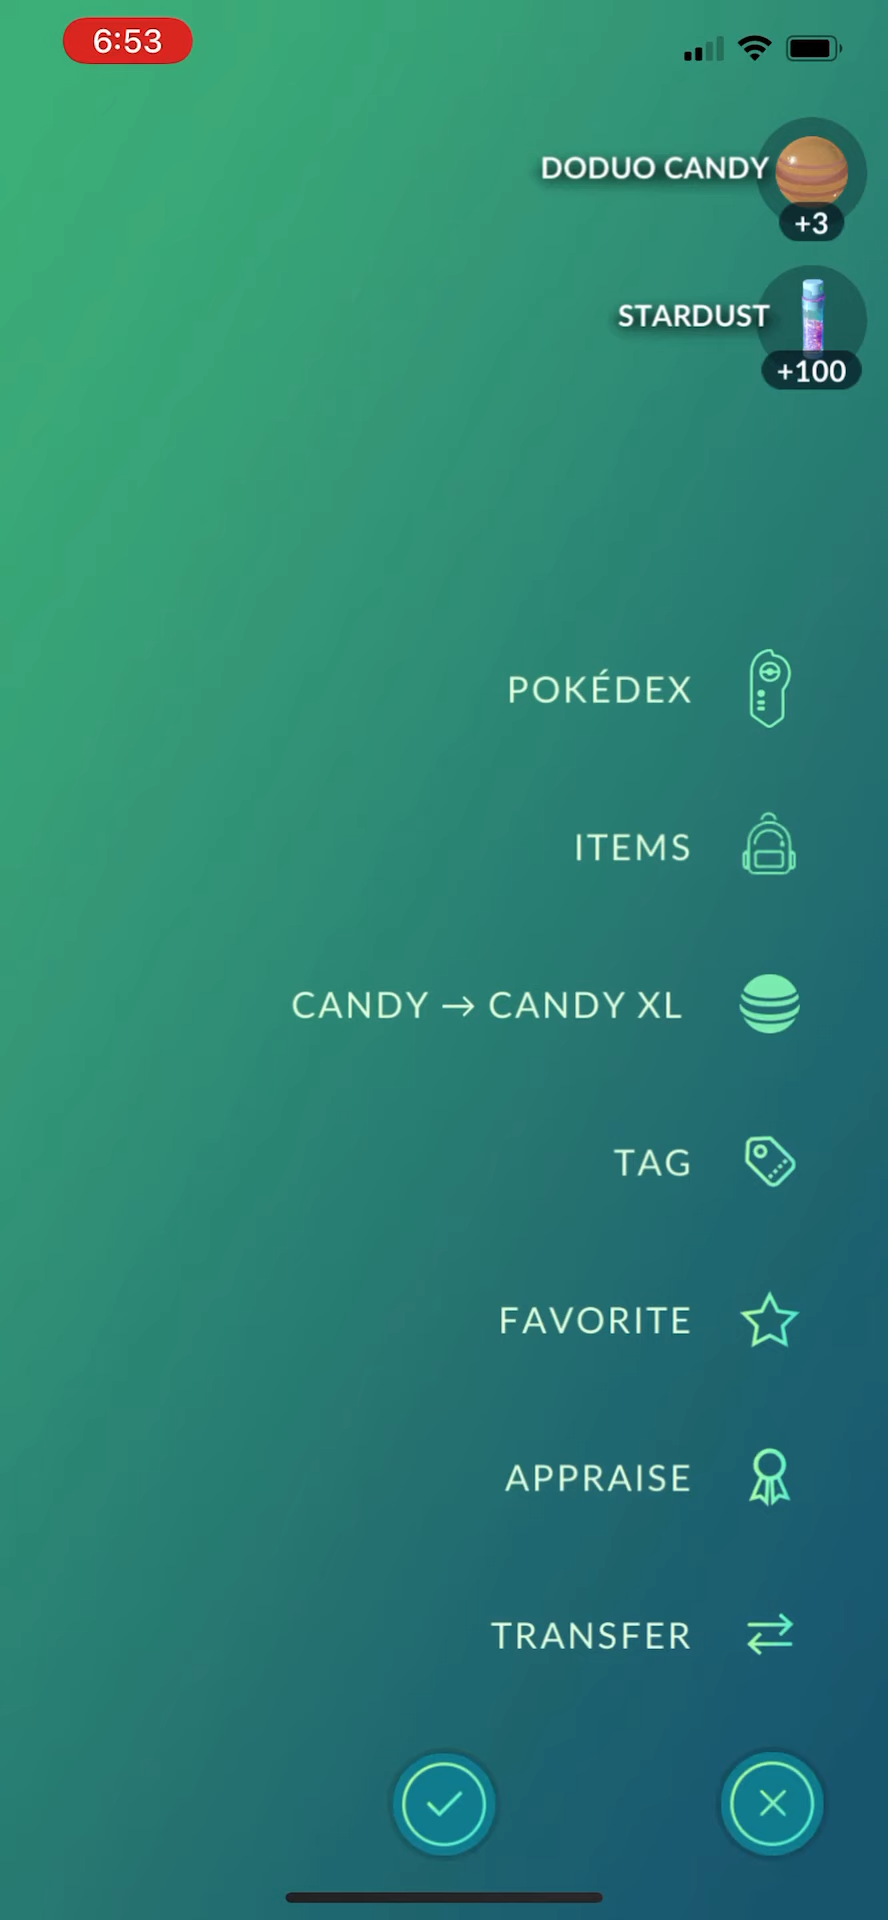 6:53
DODUO CANDY
+3
STARDUST
+100
POKÉDEX
ITEMS
CANDY → CANDY XL
TAG
FAVORITE
APPRAISE
TRANSFER